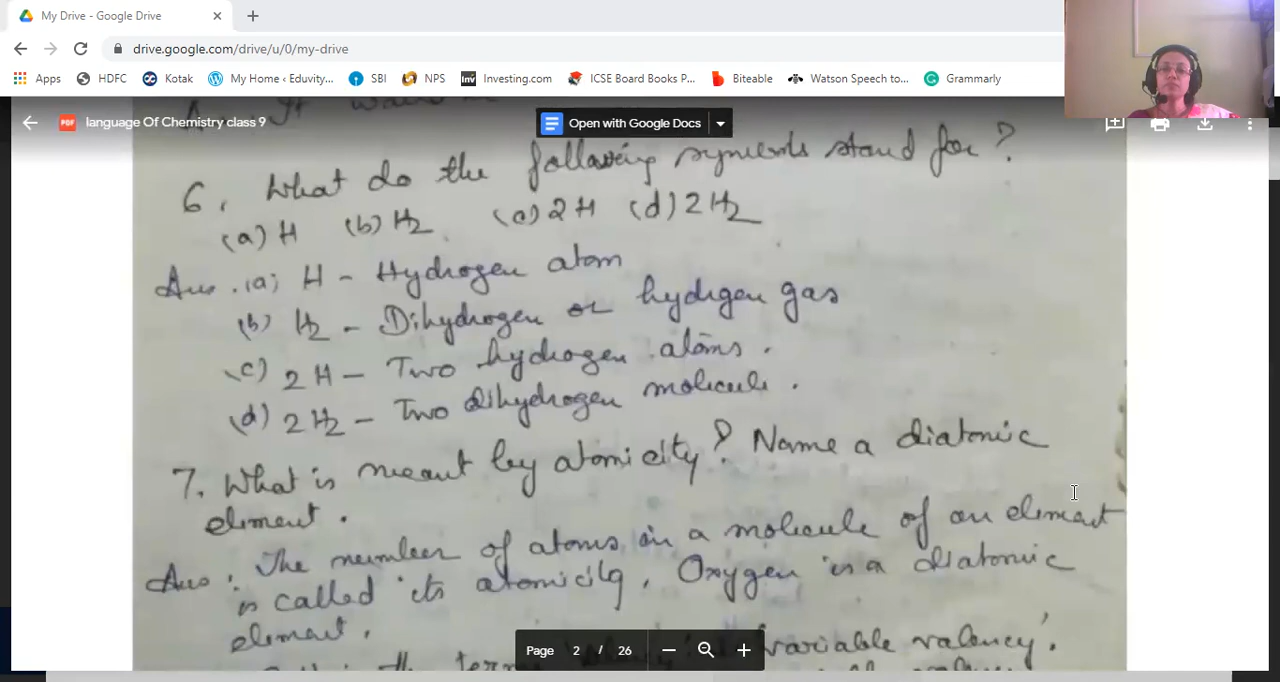 My Drive - Google Drive
drive.google.com/drive/u/0/my-drive
Apps HDFC Kotak My Home ‹ Eduvity... SBI NPS Inv Investing.com ICSE Board Books P... Biteable Watson Speech to... Grammarly
PDF language Of Chemistry class 9 Open with Google Docs
6. What do the following symbols stand for?
(a) H (b) H2 (c) 2H (d) 2H2
Ans. (a) H - Hydrogen atom
(b) H2 - Dihydrogen or hydrgen gas
(c) 2H - Two hydrogen atoms.
(d) 2H2 - Two dihydrogen molecule.
7. What is meant by atomicity? Name a diatomic
element.
Ans: The number of atoms in a molecule of an element
is called its atomicity. Oxygen is a diatomic
element.
the term variable valency.
Page 2 / 26